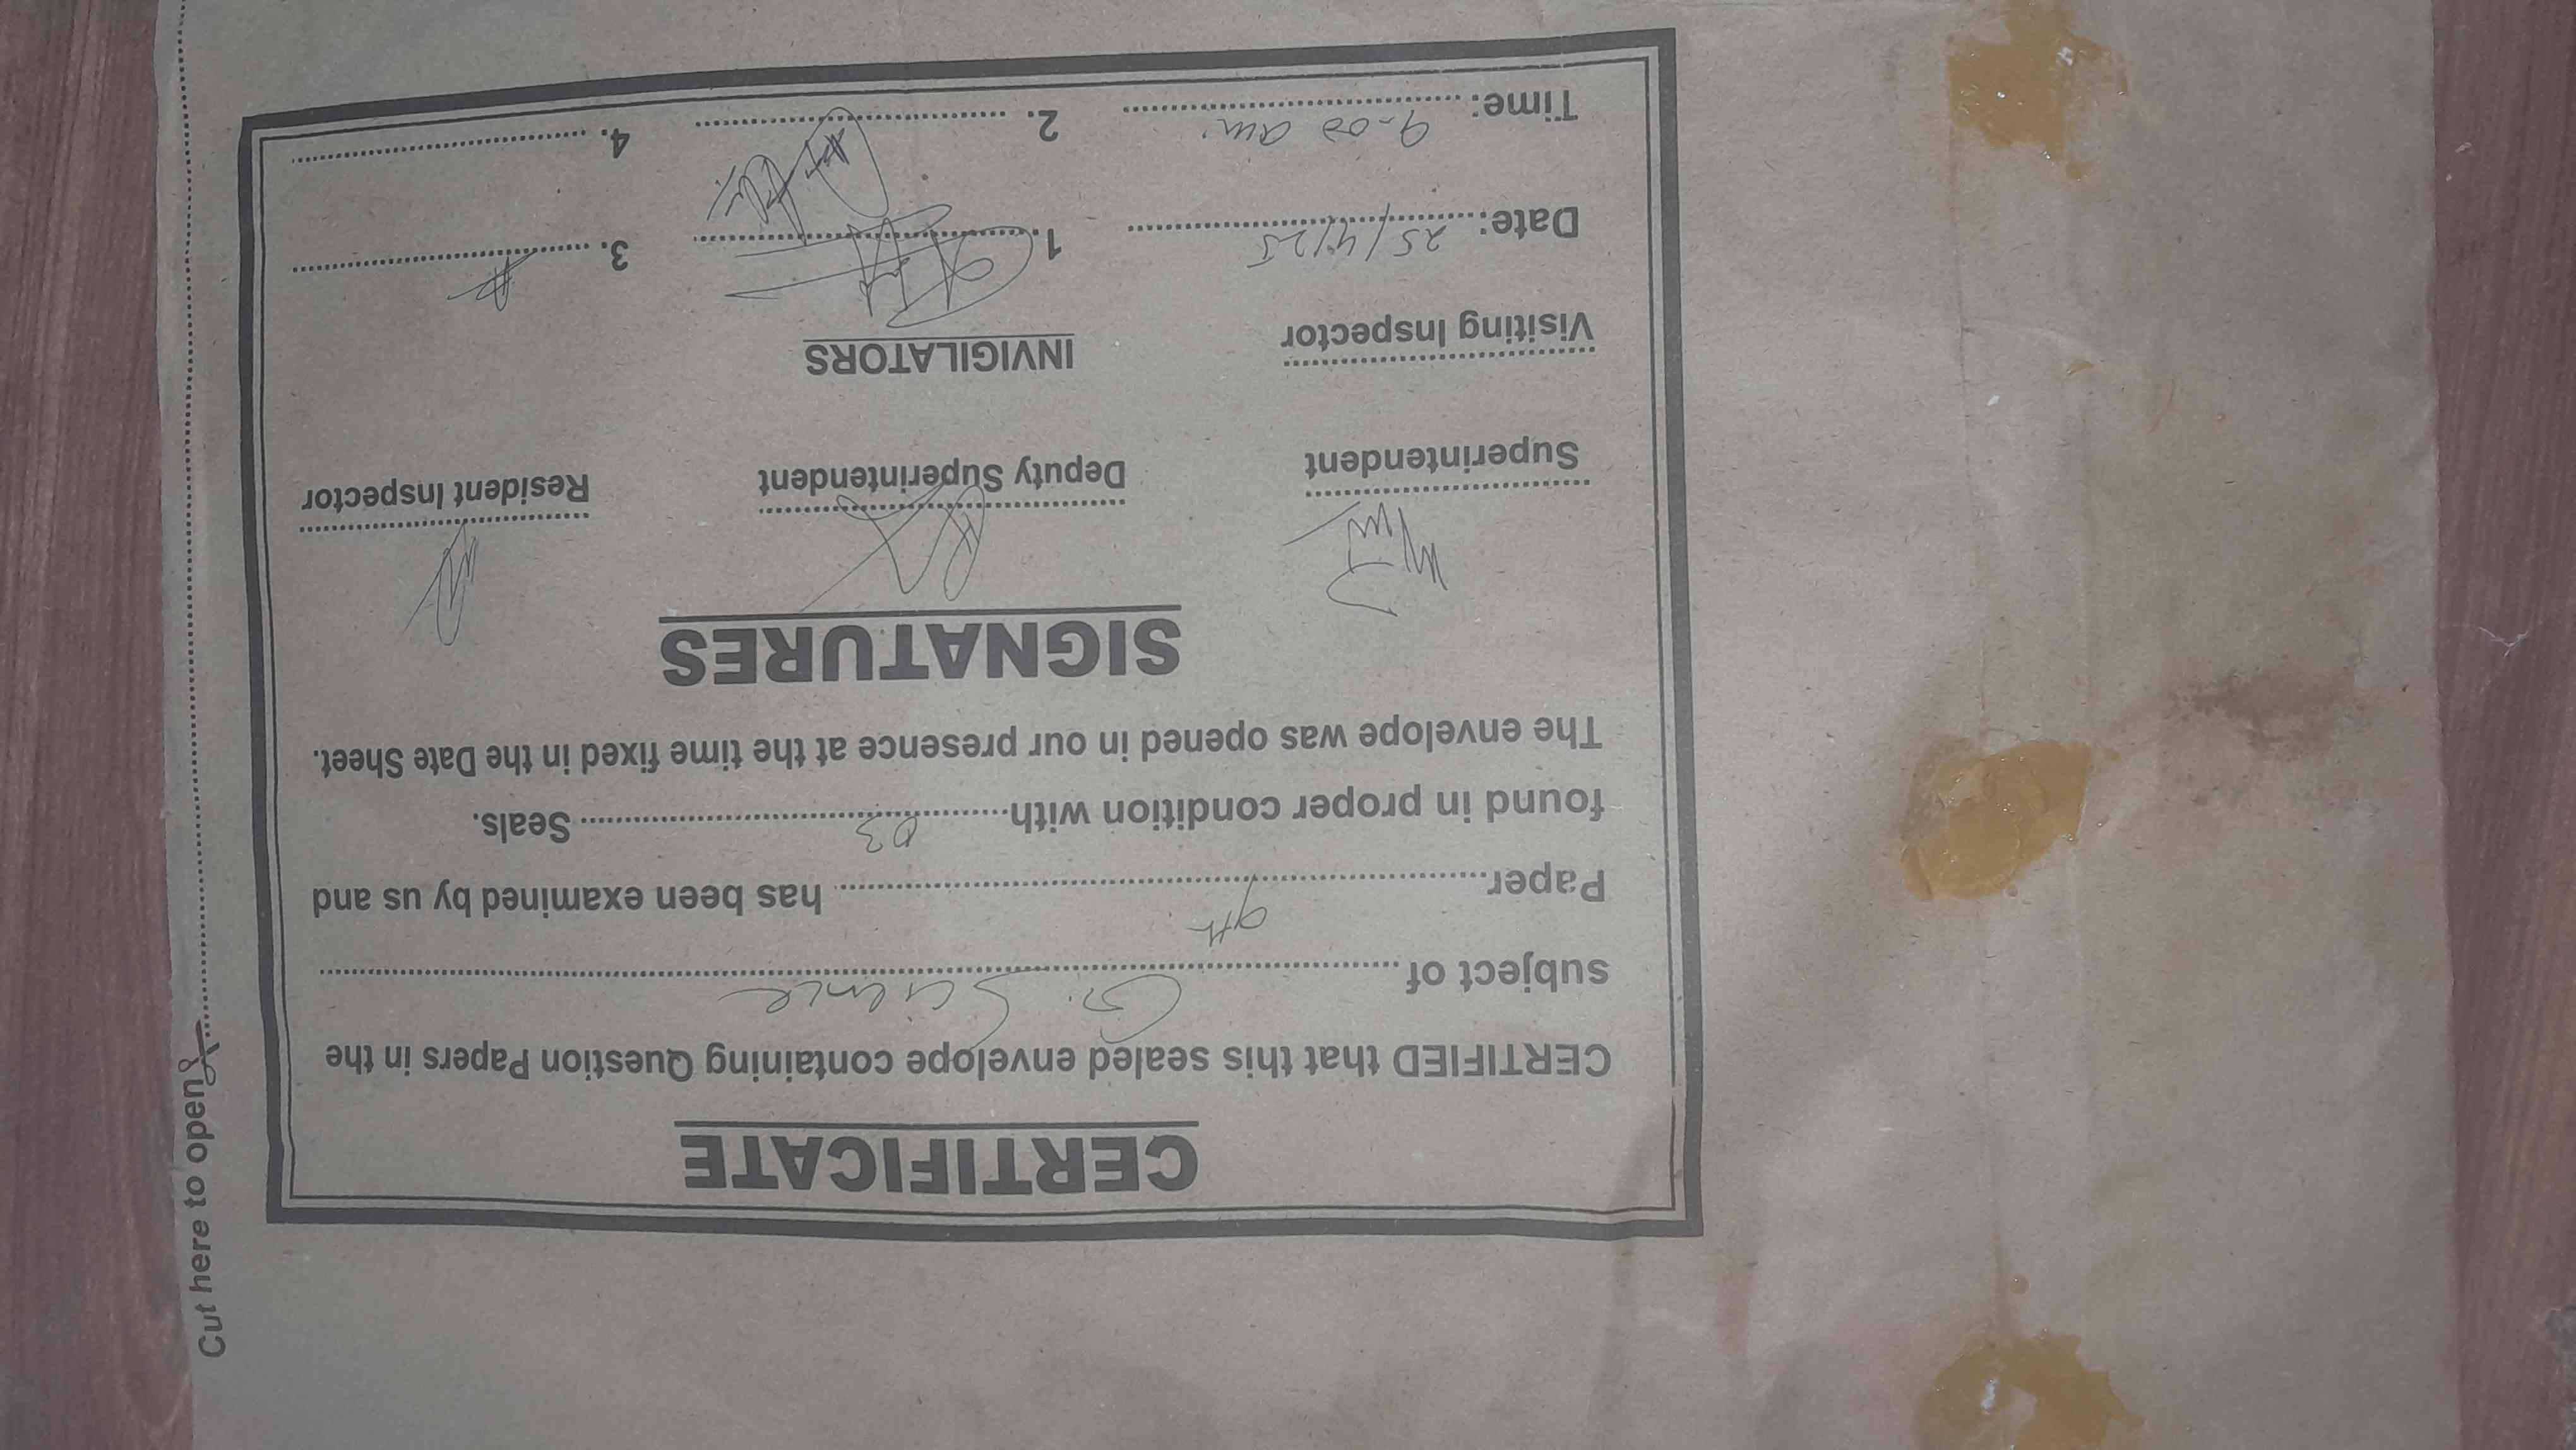 CERTIFICATE
CERTIFIED that this sealed envelope containing Question Papers in the
subject of G. Science
Paper 9th has been examined by us and
found in proper condition with 03 Seals.
The envelope was opened in our presence at the time fixed in the Date Sheet.
SIGNATURES
Superintendent Deputy Superintendent Resident Inspector
Visiting Inspector INVIGILATORS
Date: 25/4/25 1. 3.
Time: 9-00 am. 2. 4.
Cut here to open